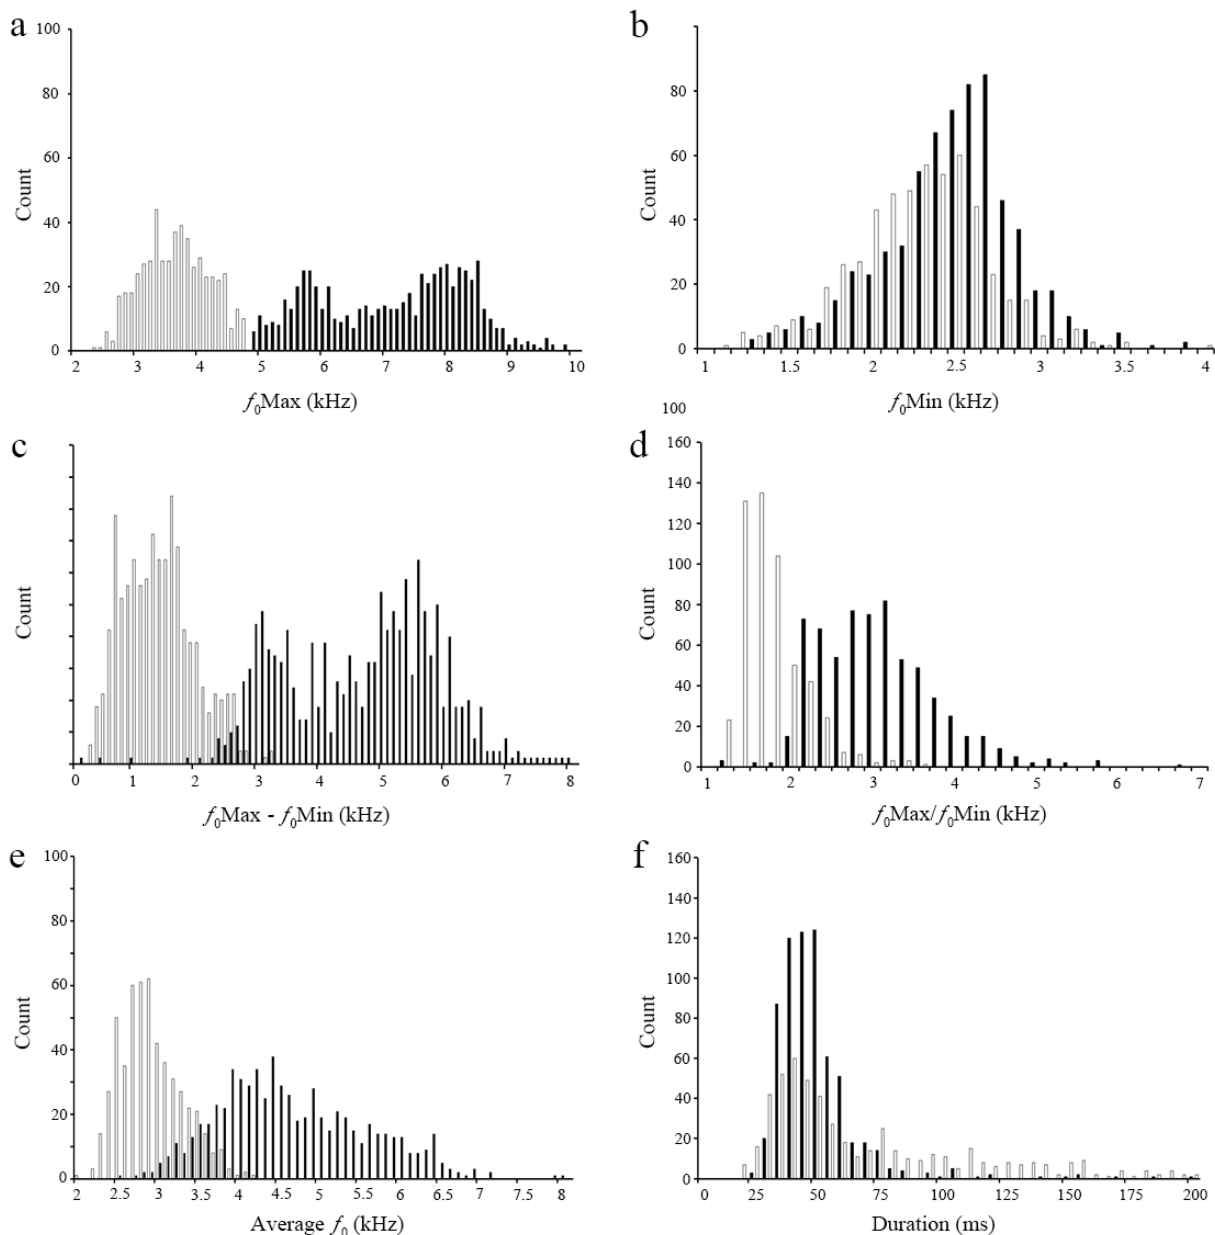 a
100
80
60
40
20
0
Count
2 3 4 5 6 7 8 9 10
f0Max (kHz)
b
80
60
40
20
0
Count
1 1.5 2 2.5 3 3.5 4
f0Min (kHz)
c
Count
0 1 2 3 4 5 6 7 8
f0Max - f0Min (kHz)
100
d
160
140
120
100
80
60
40
20
0
Count
1 2 3 4 5 6 7
f0Max/f0Min (kHz)
e
100
80
60
40
20
0
Count
2 2.5 3 3.5 4 4.5 5 5.5 6 6.5 7 7.5 8
Average f0 (kHz)
f
160
140
120
100
80
60
40
20
0
Count
0 25 50 75 100 125 150 175 200
Duration (ms)